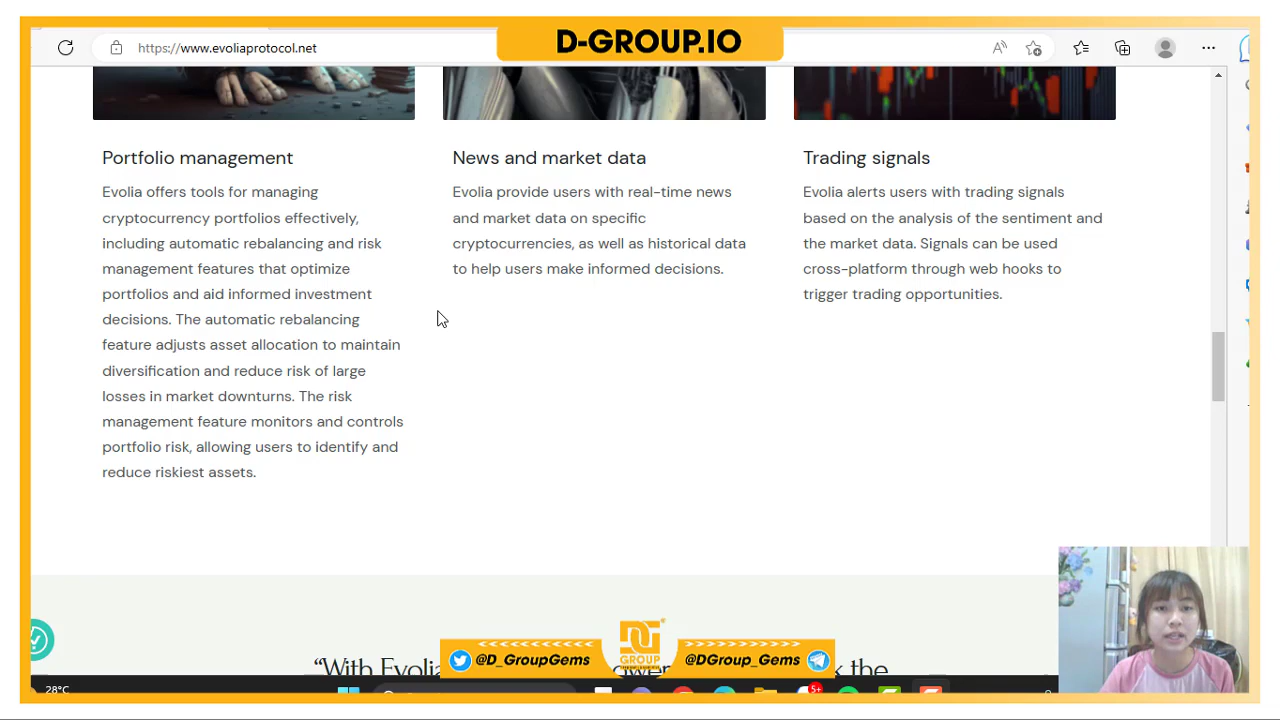 D-GROUP.IO
https://www.evoliaprotocol.net
Portfolio management
Evolia offers tools for managing
cryptocurrency portfolios effectively,
including automatic rebalancing and risk
management features that optimize
portfolios and aid informed investment
decisions. The automatic rebalancing
feature adjusts asset allocation to maintain
diversification and reduce risk of large
losses in market downturns. The risk
management feature monitors and controls
portfolio risk, allowing users to identify and
reduce riskiest assets.
News and market data
Evolia provide users with real-time news
and market data on specific
cryptocurrencies, as well as historical data
to help users make informed decisions.
Trading signals
Evolia alerts users with trading signals
based on the analysis of the sentiment and
the market data. Signals can be used
cross-platform through web hooks to
trigger trading opportunities.
“With Evolia the
@D_GroupGems
GROUP
@DGroup_Gems
28°C
5+